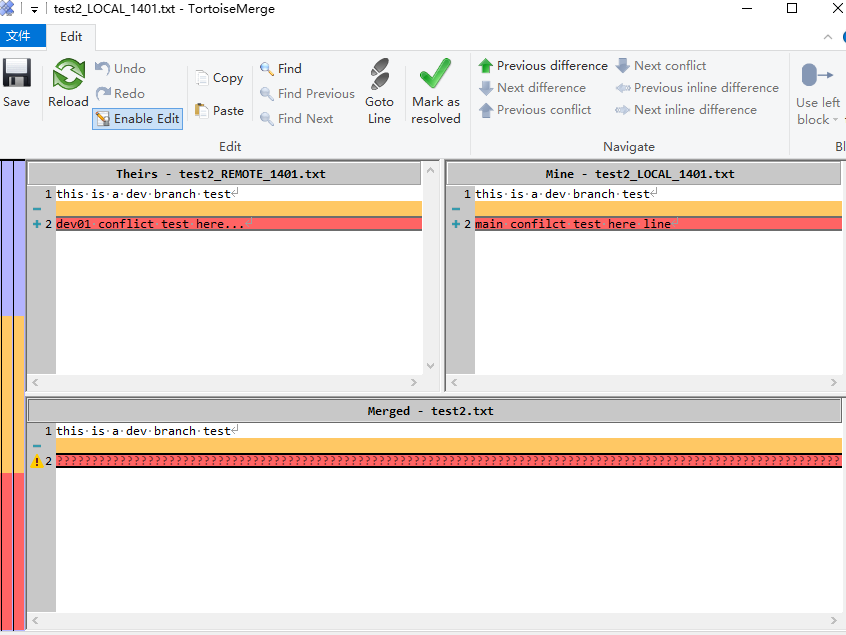 test2_LOCAL_1401.txt - TortoiseMerge
文件 Edit
Save
Reload
Undo
Redo
Enable Edit
Copy
Paste
Find
Find Previous
Find Next
Goto
Line
Mark as
resolved
Edit
Previous difference
Next difference
Previous conflict
Next conflict
Previous inline difference
Next inline difference
Navigate
Use left
block
Bl
Theirs - test2_REMOTE_1401.txt
1 this·is·a·dev·branch·test
2 dev01 conflict test here...
Mine - test2_LOCAL_1401.txt
1 this·is·a·dev·branch·test
2 main confilct test here line
Merged - test2.txt
1 this·is·a·dev·branch·test
2